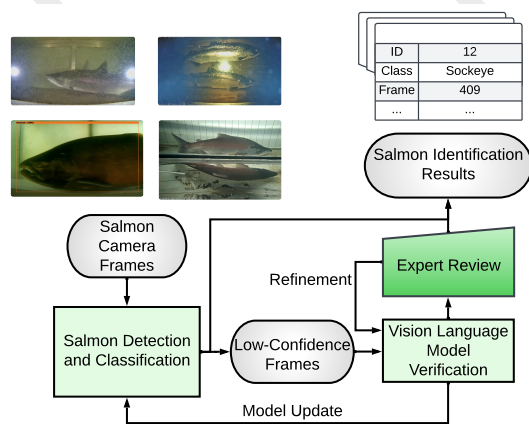 ID 12
Class Sockeye
Frame 409
... ...
Salmon Identification
Results
Salmon
Camera
Frames
Expert Review
Refinement
Salmon Detection
and Classification
Low-Confidence
Frames
Vision Language
Model
Verification
Model Update